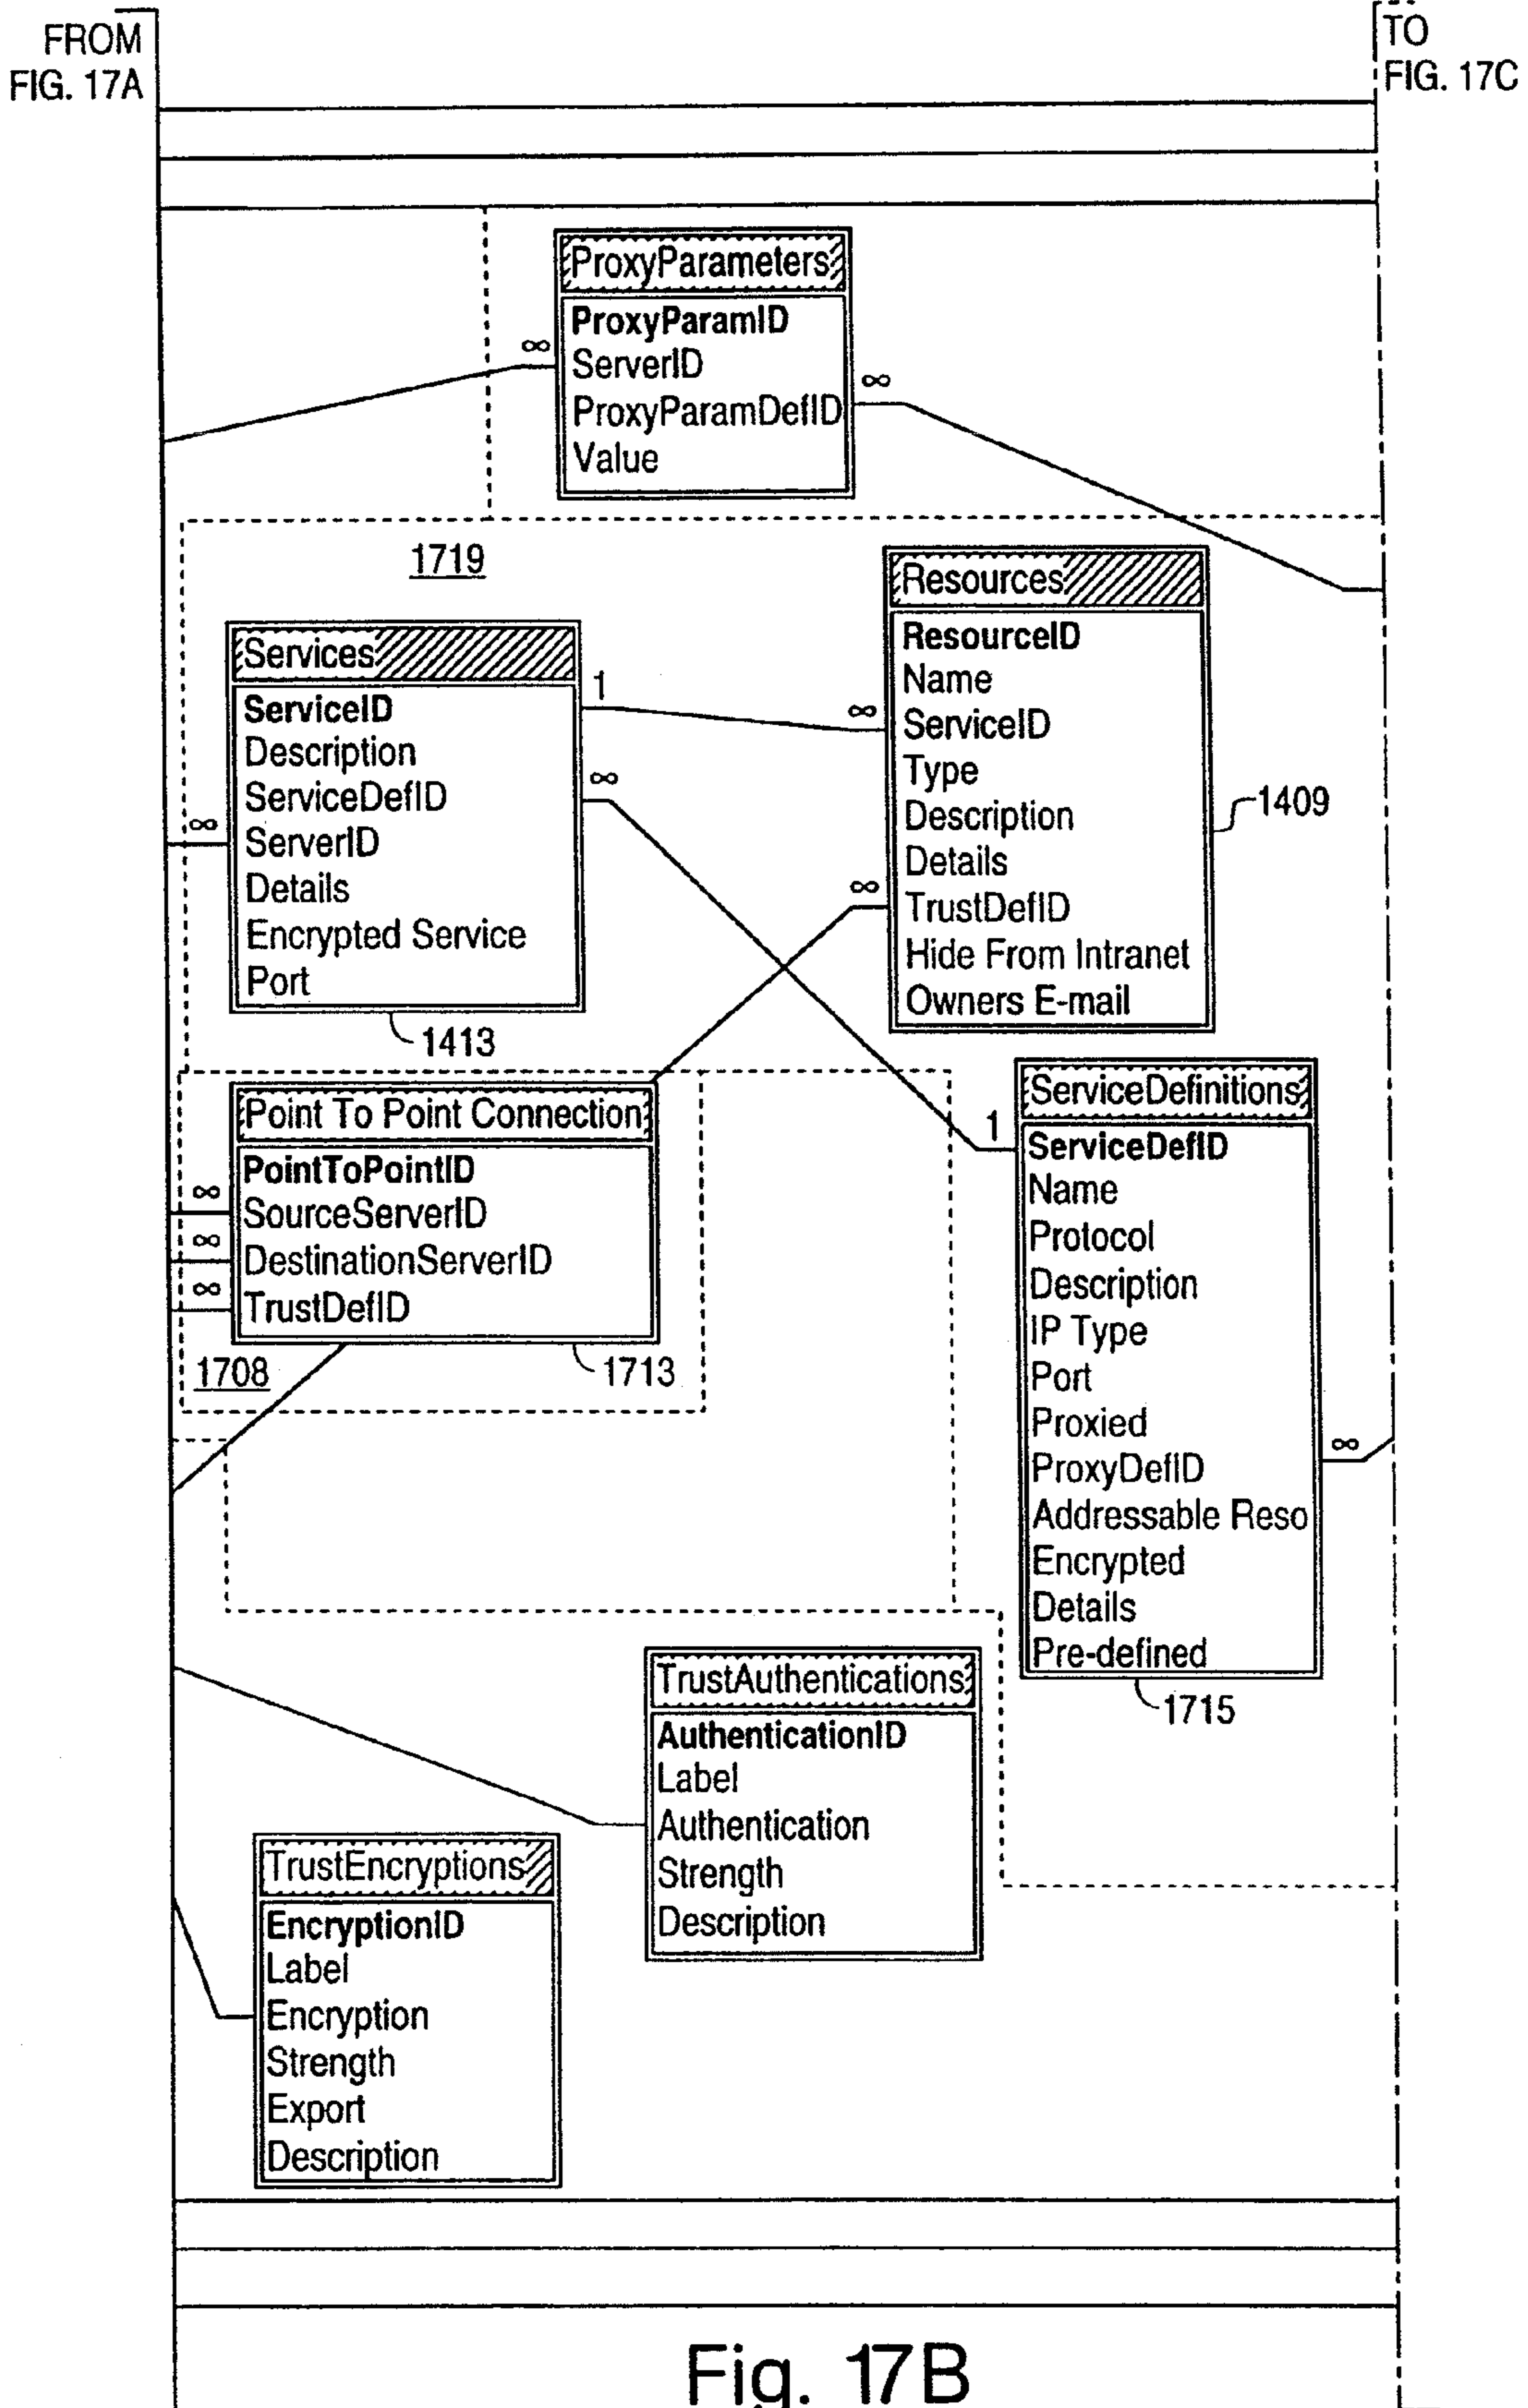 FROM
FIG. 17A
TO
FIG. 17C
ProxyParameters
ProxyParamID
ServerID
ProxyParamDefID
Value
∞
∞
1719
Services
ServiceID
Description
ServiceDefID
ServerID
Details
Encrypted Service
Port
1413
∞
1
∞
∞
∞
Resources
ResourceID
Name
ServiceID
Type
Description
Details
TrustDefID
Hide From Intranet
Owners E-mail
1409
Point To Point Connection
PointToPointID
SourceServerID
DestinationServerID
TrustDefID
∞
∞
∞
1708
1713
1
ServiceDefinitions
ServiceDefID
Name
Protocol
Description
IP Type
Port
Proxied
ProxyDefID
Addressable Reso
Encrypted
Details
Pre-defined
∞
1715
TrustAuthentications
AuthenticationID
Label
Authentication
Strength
Description
TrustEncryptions
EncryptionID
Label
Encryption
Strength
Export
Description
Fig. 17B